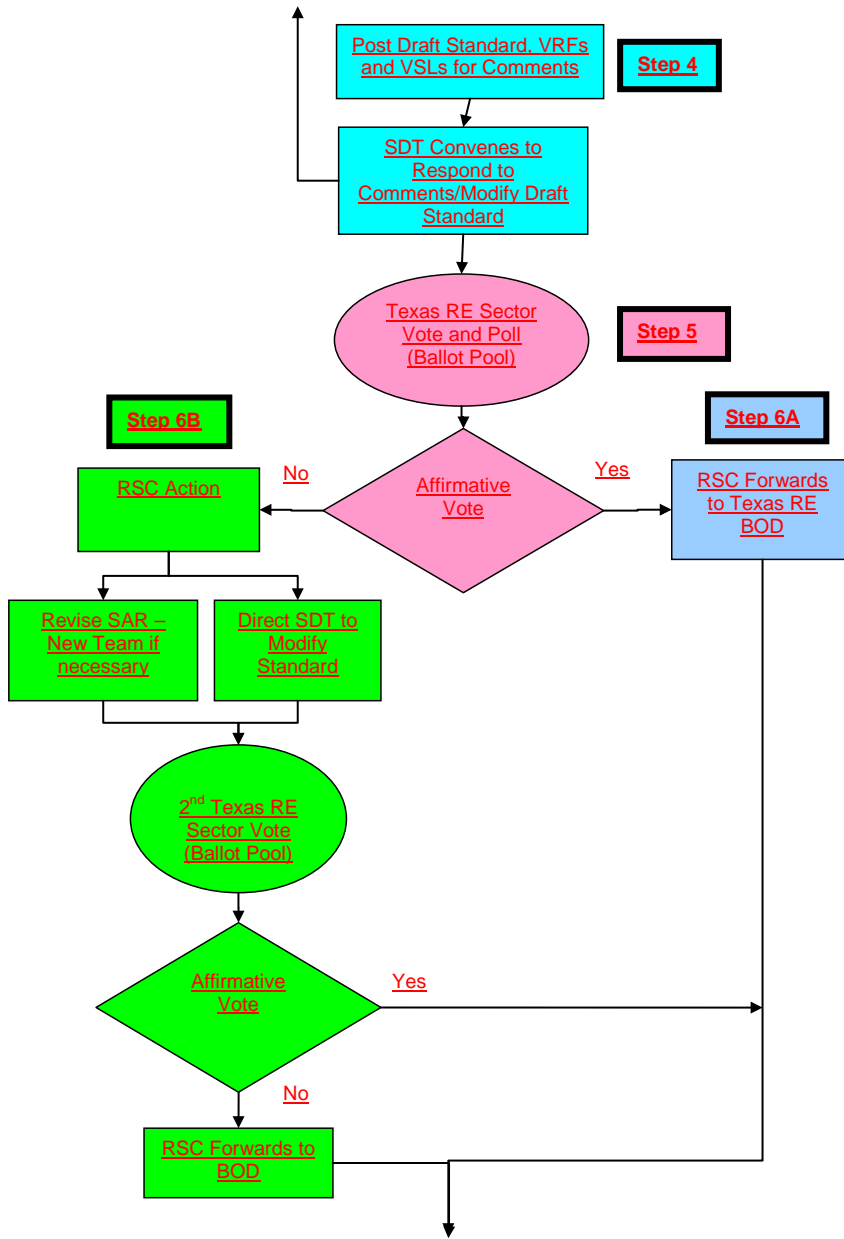 Post Draft Standard, VRFs
and VSLs for Comments
Step 4
SDT Convenes to
Respond to
Comments/Modify Draft
Standard
Texas RE Sector
Vote and Poll
(Ballot Pool)
Step 5
Step 6B
Step 6A
RSC Action
No
Affirmative
Vote
Yes
RSC Forwards
to Texas RE
BOD
Revise SAR –
New Team if
necessary
Direct SDT to
Modify
Standard
2nd Texas RE
Sector Vote
(Ballot Pool)
Affirmative
Vote
Yes
No
RSC Forwards to
BOD